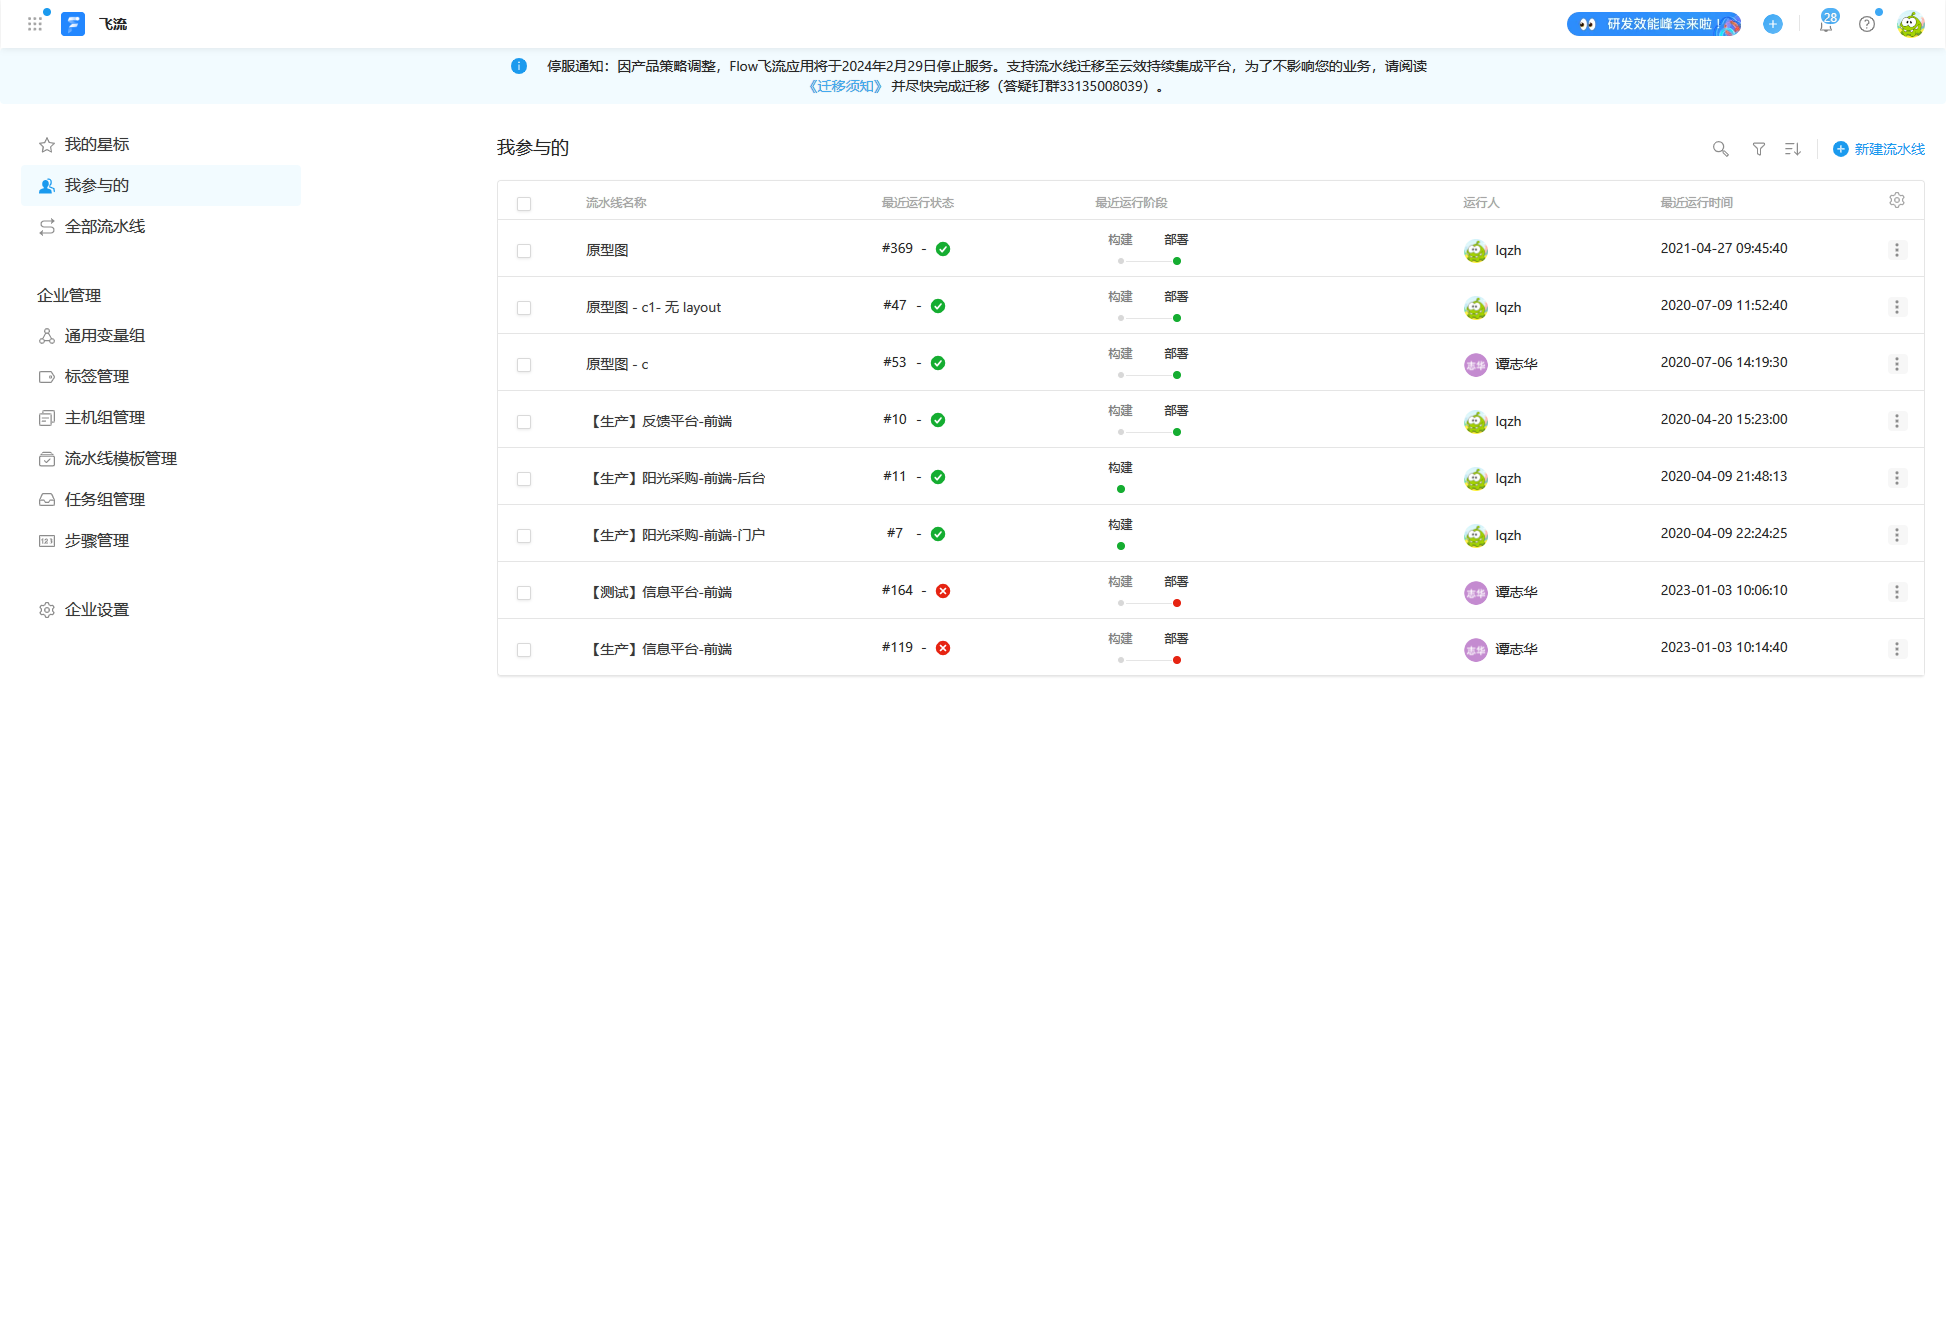 飞流
研发效能峰会来啦！
28
停服通知：因产品策略调整，Flow飞流应用将于2024年2月29日停止服务。支持流水线迁移至云效持续集成平台，为了不影响您的业务，请阅读
《迁移须知》 并尽快完成迁移（答疑钉群33135008039）。
我的星标
我参与的
全部流水线
企业管理
通用变量组
标签管理
主机组管理
流水线模板管理
任务组管理
步骤管理
企业设置
我参与的
新建流水线
流水线名称 最近运行状态 最近运行阶段 运行人 最近运行时间
原型图 #369 - 构建 部署 lqzh 2021-04-27 09:45:40
原型图 - c1- 无 layout #47 - 构建 部署 lqzh 2020-07-09 11:52:40
原型图 - c #53 - 构建 部署 志华 谭志华 2020-07-06 14:19:30
【生产】反馈平台-前端 #10 - 构建 部署 lqzh 2020-04-20 15:23:00
【生产】阳光采购-前端-后台 #11 - 构建 lqzh 2020-04-09 21:48:13
【生产】阳光采购-前端-门户 #7 - 构建 lqzh 2020-04-09 22:24:25
【测试】信息平台-前端 #164 - 构建 部署 志华 谭志华 2023-01-03 10:06:10
【生产】信息平台-前端 #119 - 构建 部署 志华 谭志华 2023-01-03 10:14:40